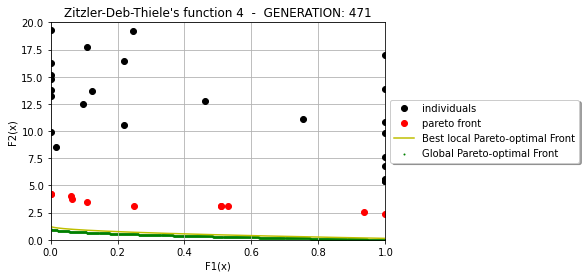 Zitzler-Deb-Thiele's function 4 - GENERATION: 471
20.0
17.5
15.0
12.5
10.0
7.5
5.0
2.5
0.0
F2(x)
0.0 0.2 0.4 0.6 0.8 1.0
F1(x)
individuals
pareto front
Best local Pareto-optimal Front
Global Pareto-optimal Front